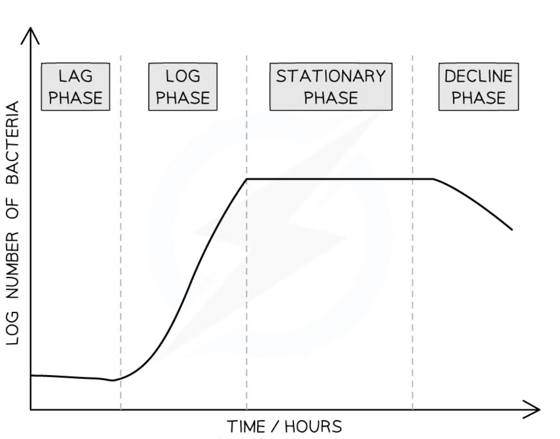 LAG
PHASE
LOG
PHASE
STATIONARY
PHASE
DECLINE
PHASE
LOG NUMBER OF BACTERIA
TIME / HOURS